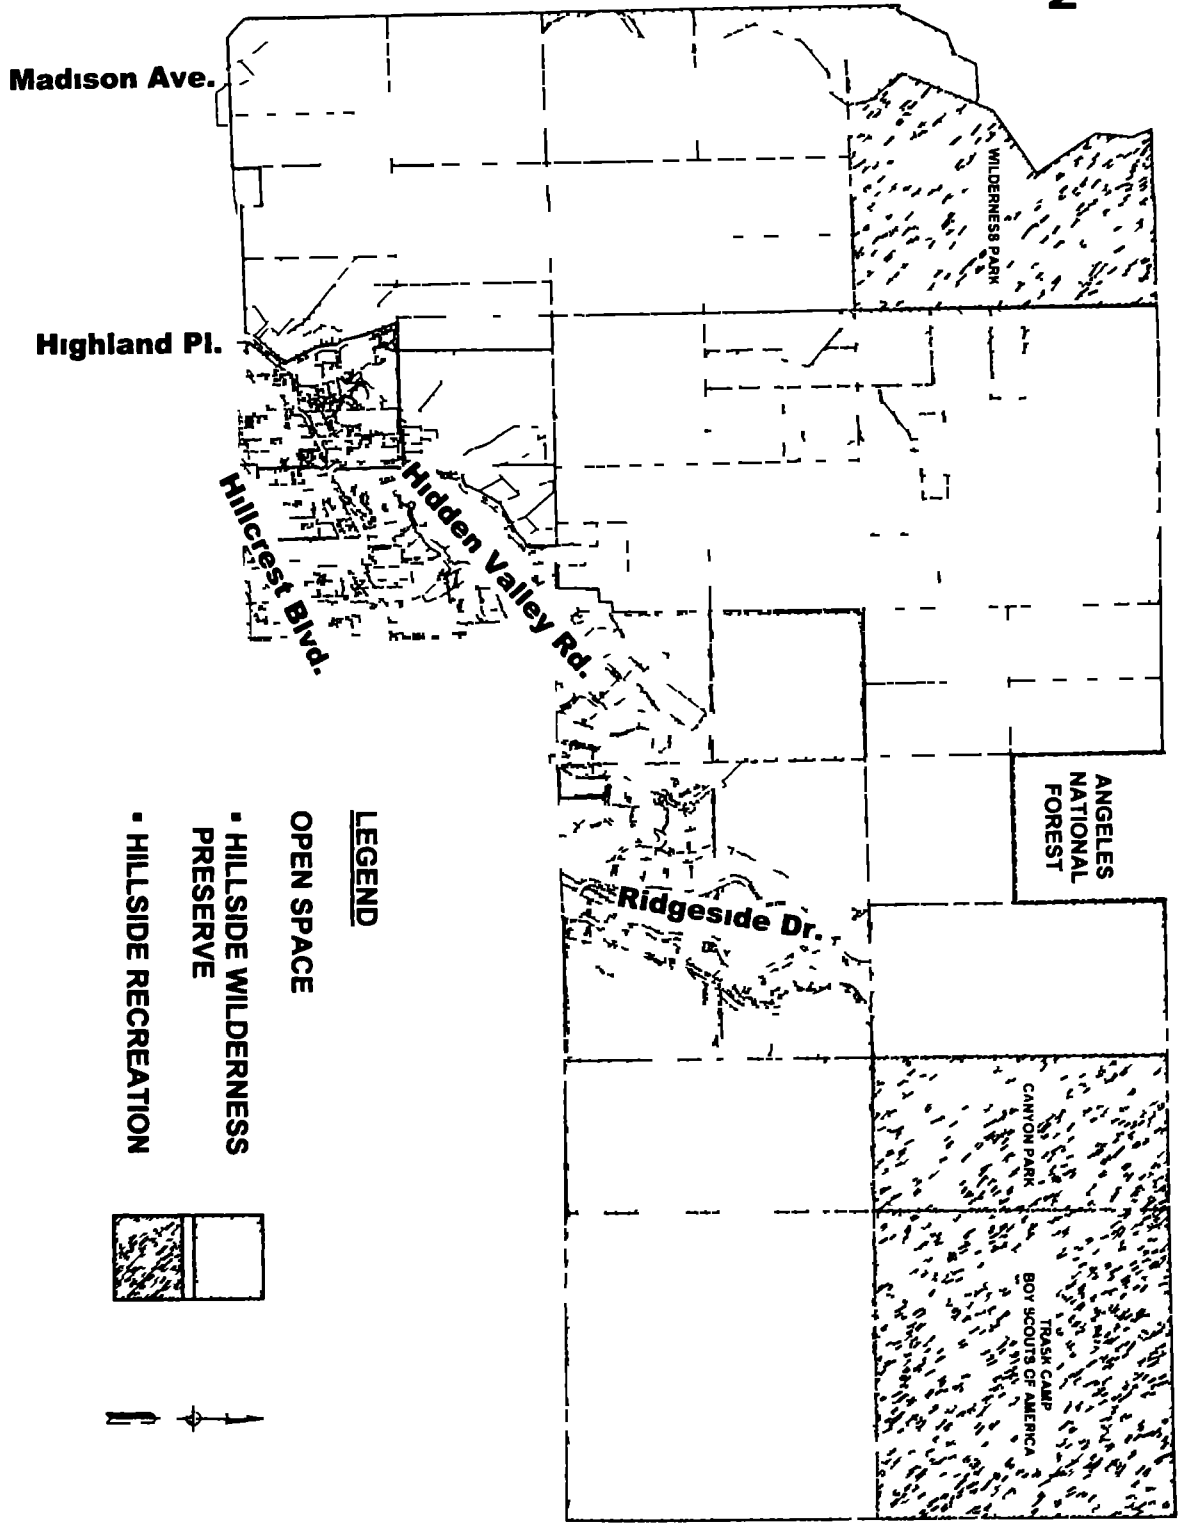 Madison Ave.
Highland Pl.
Hillcrest Blvd.
Hidden Valley Rd.
Ridgeside Dr.
WILDERNESS PARK
ANGELES
NATIONAL
FOREST
CANYON PARK
TRASK CAMP
BOY SCOUTS OF AMERICA
LEGEND
OPEN SPACE
▪ HILLSIDE WILDERNESS
PRESERVE
▪ HILLSIDE RECREATION